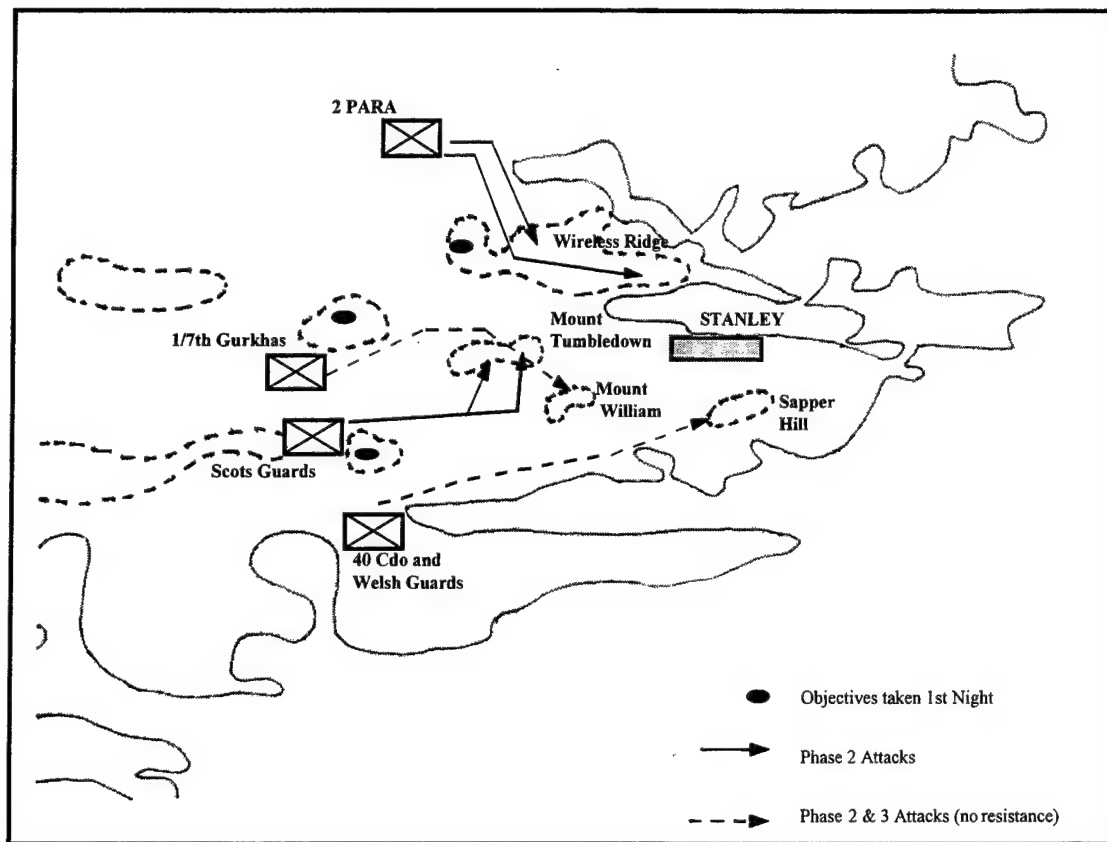 2 PARA
Wireless Ridge
1/7th Gurkhas
Mount
Tumbledown
STANLEY
Mount
William
Sapper
Hill
Scots Guards
40 Cdo and
Welsh Guards
Objectives taken 1st Night
Phase 2 Attacks
Phase 2 & 3 Attacks (no resistance)